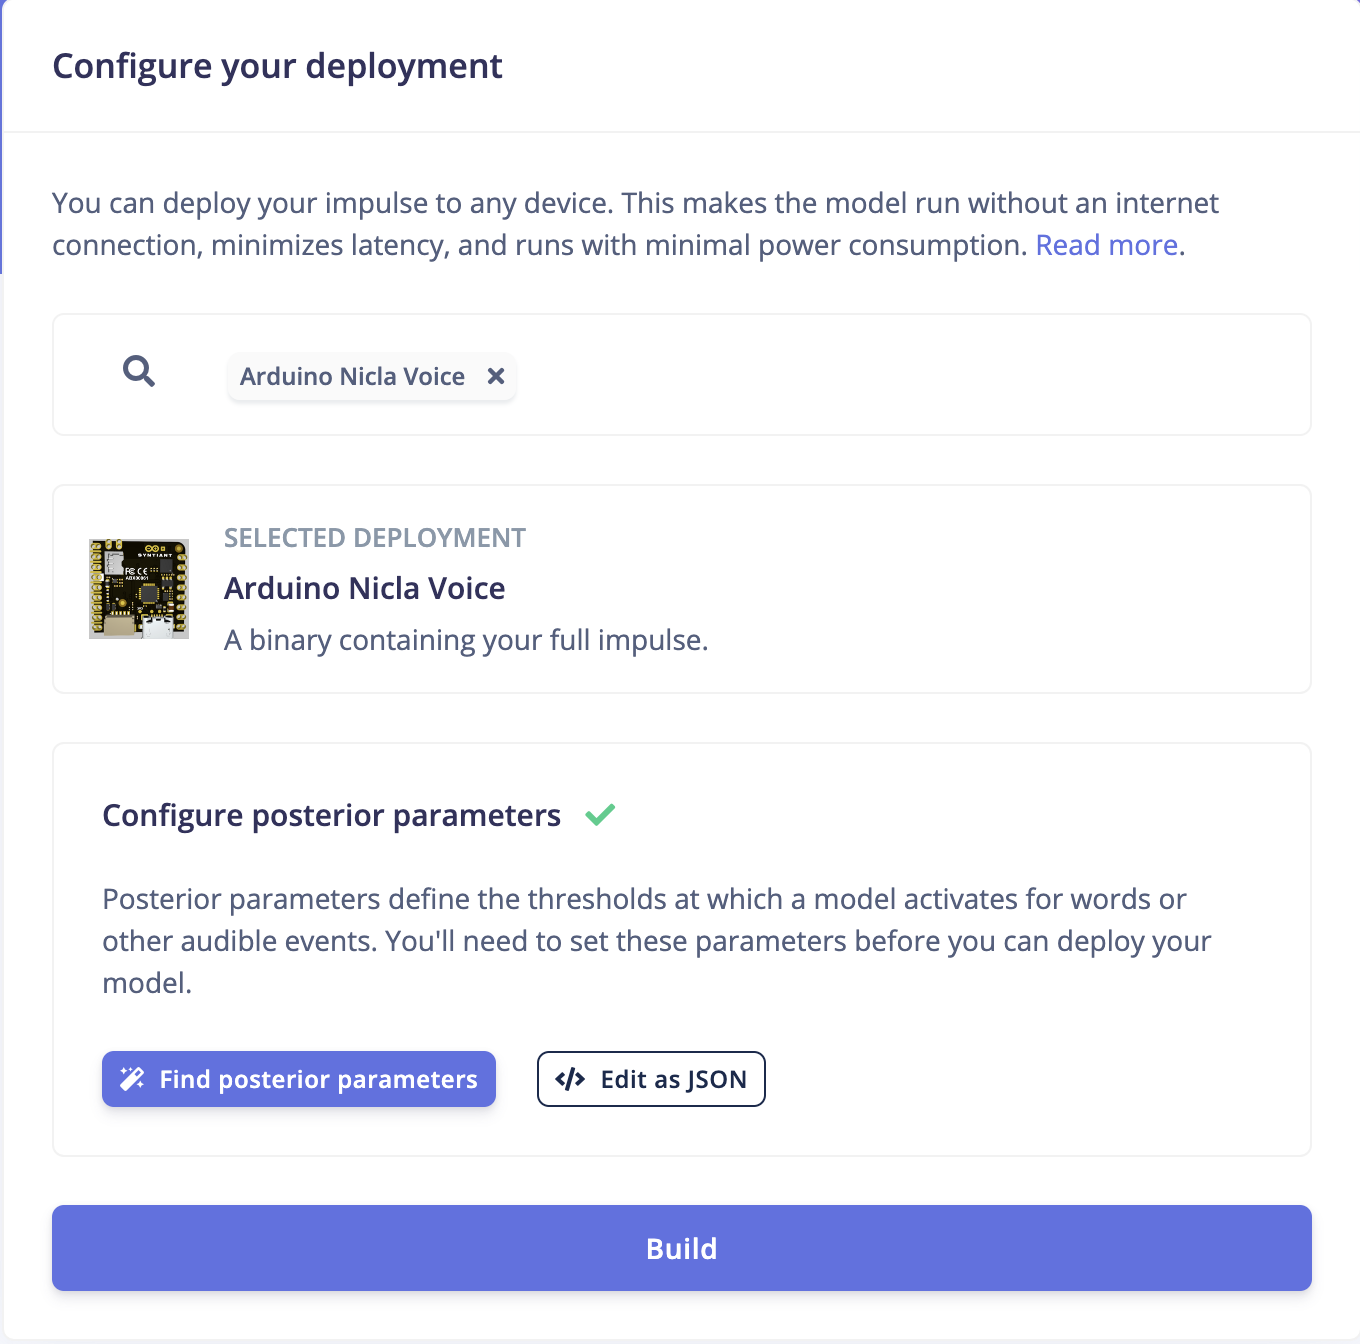 Configure your deployment
You can deploy your impulse to any device. This makes the model run without an internet
connection, minimizes latency, and runs with minimal power consumption. Read more.
Arduino Nicla Voice
SELECTED DEPLOYMENT
Arduino Nicla Voice
A binary containing your full impulse.
SYNTIANT
Configure posterior parameters
Posterior parameters define the thresholds at which a model activates for words or
other audible events. You'll need to set these parameters before you can deploy your
model.
Find posterior parameters
Edit as JSON
Build